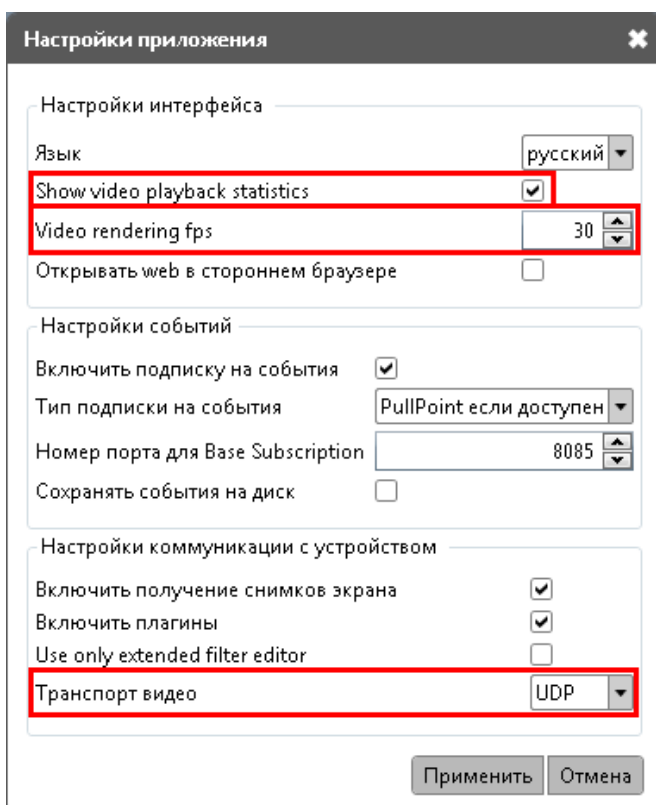 Настройки приложения
Настройки интерфейса
Язык русский
Show video playback statistics
Video rendering fps 30
Открывать web в стороннем браузере
Настройки событий
Включить подписку на события
Тип подписки на события PullPoint если доступен
Номер порта для Base Subscription 8085
Сохранять события на диск
Настройки коммуникации с устройством
Включить получение снимков экрана
Включить плагины
Use only extended filter editor
Транспорт видео UDP
Применить Отмена